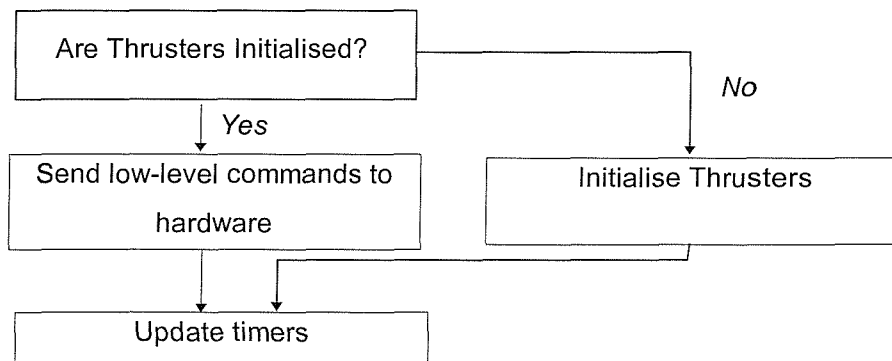 Are Thrusters Initialised?
No
Yes
Send low-level commands to
hardware
Initialise Thrusters
Update timers